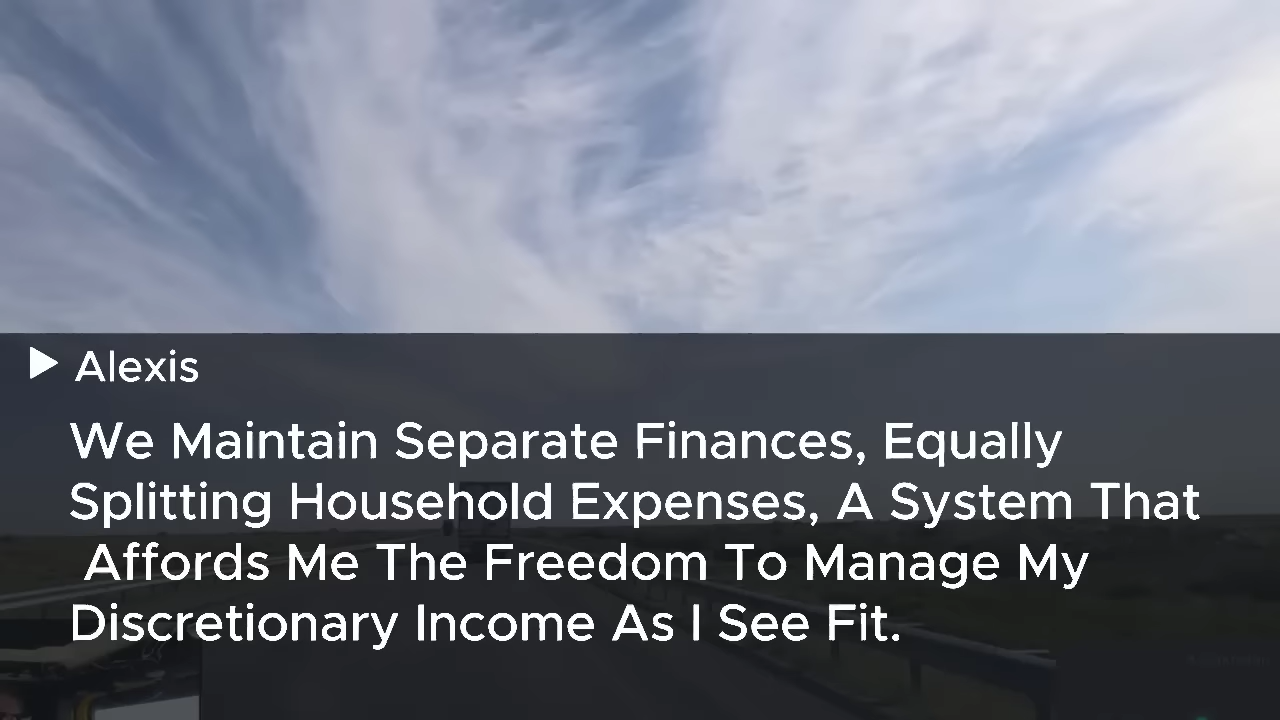 Alexis
We Maintain Separate Finances, Equally
Splitting Household Expenses, A System That
Affords Me The Freedom To Manage My
Discretionary Income As I See Fit.